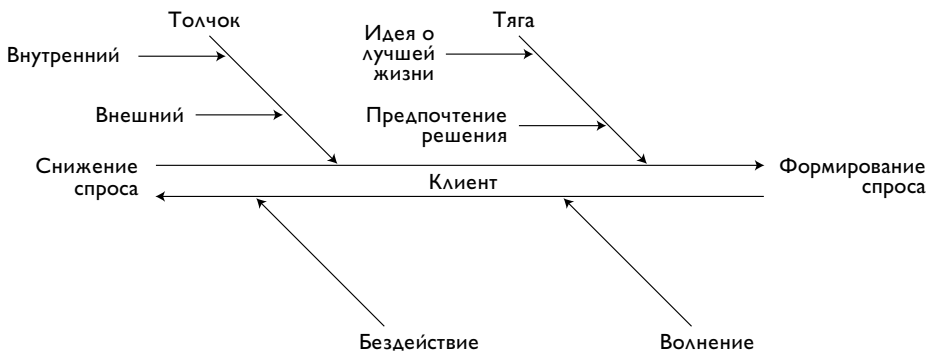 Толчок
Тяга
Внутренний
Идея о
лучшей
жизни
Внешний
Предпочтение
решения
Снижение
спроса
Клиент
Формирование
спроса
Бездействие
Волнение